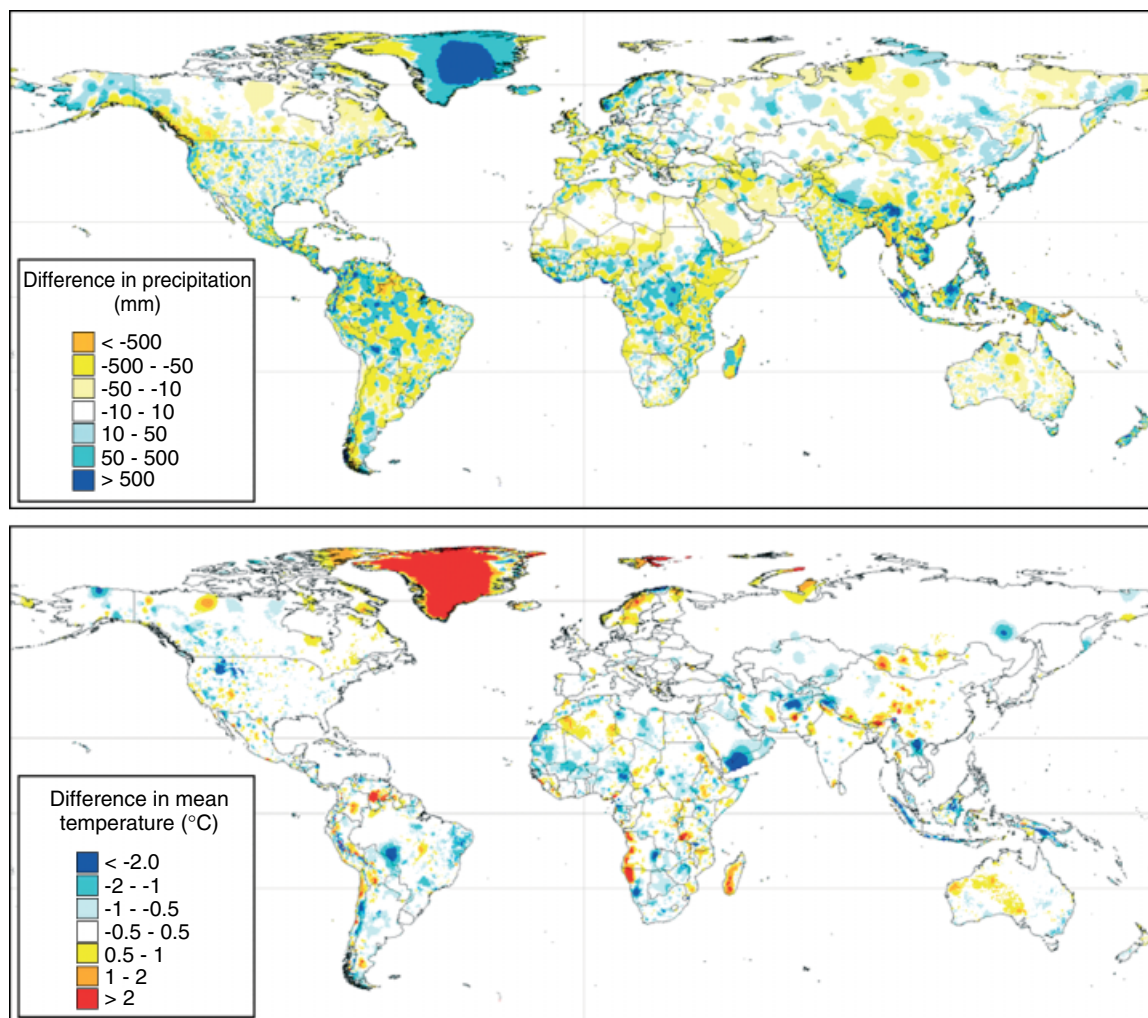 Difference in precipitation
(mm)
< -500
-500 - -50
-50 - -10
-10 - 10
10 - 50
50 - 500
> 500
Difference in mean
temperature (°C)
< -2.0
-2 - -1
-1 - -0.5
-0.5 - 0.5
0.5 - 1
1 - 2
> 2